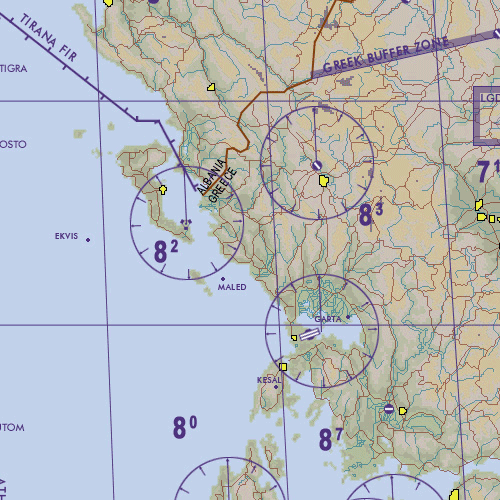 TIRANA FIR
GREEK BUFFER ZONE
TIGRA
LGD
OSTO
7¹
ALBANIA
GREECE
8³
EKVIS
8²
MALED
GARTA
KESAL
8⁰
8⁷
UTOM
ATH